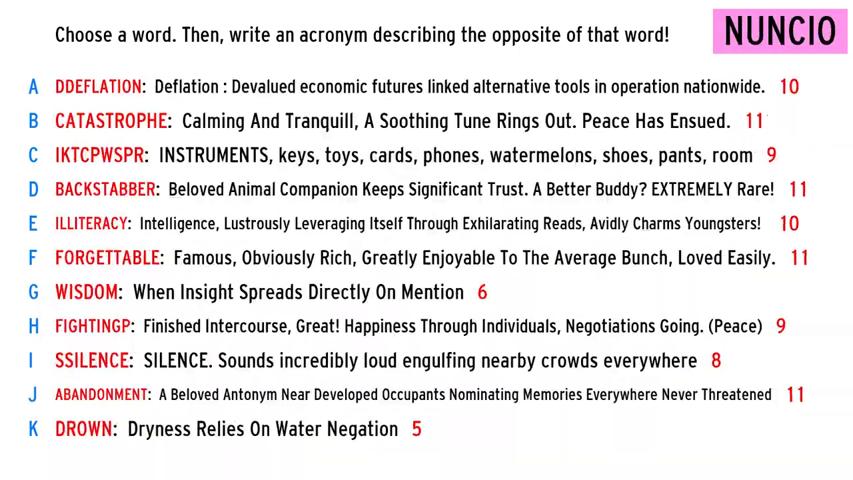 Choose a word. Then, write an acronym describing the opposite of that word! NUNCIO
A DDEFLATION: Deflation : Devalued economic futures linked alternative tools in operation nationwide. 10
B CATASTROPHE: Calming And Tranquill, A Soothing Tune Rings Out. Peace Has Ensued. 11
C IKTCPWSPR: INSTRUMENTS, keys, toys, cards, phones, watermelons, shoes, pants, room 9
D BACKSTABBER: Beloved Animal Companion Keeps Significant Trust. A Better Buddy? EXTREMELY Rare! 11
E ILLITERACY: Intelligence, Lustrously Leveraging Itself Through Exhilarating Reads, Avidly Charms Youngsters! 10
F FORGETTABLE: Famous, Obviously Rich, Greatly Enjoyable To The Average Bunch, Loved Easily. 11
G WISDOM: When Insight Spreads Directly On Mention 6
H FIGHTINGP: Finished Intercourse, Great! Happiness Through Individuals, Negotiations Going. (Peace) 9
I SSILENCE: SILENCE. Sounds incredibly loud engulfing nearby crowds everywhere 8
J ABANDONMENT: A Beloved Antonym Near Developed Occupants Nominating Memories Everywhere Never Threatened 11
K DROWN: Dryness Relies On Water Negation 5